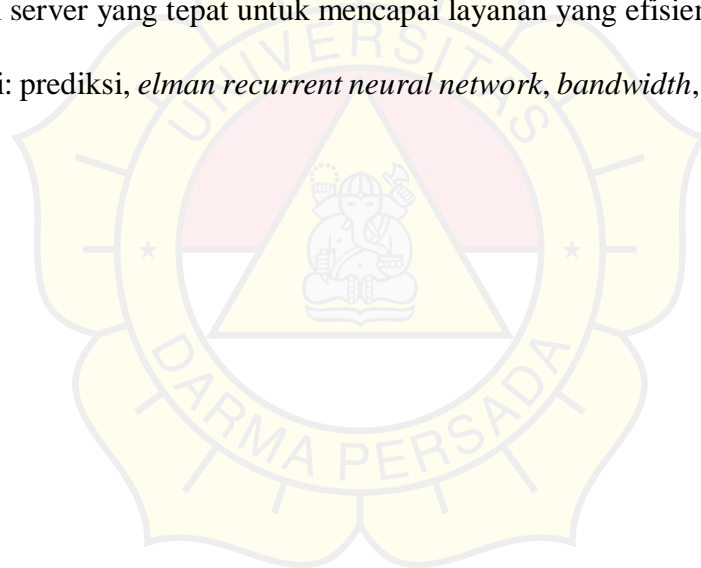 server yang tepat untuk mencapai layanan yang efisien
i: prediksi, elman recurrent neural network, bandwidth,
UNIVERSITAS
DARMA PERSADA